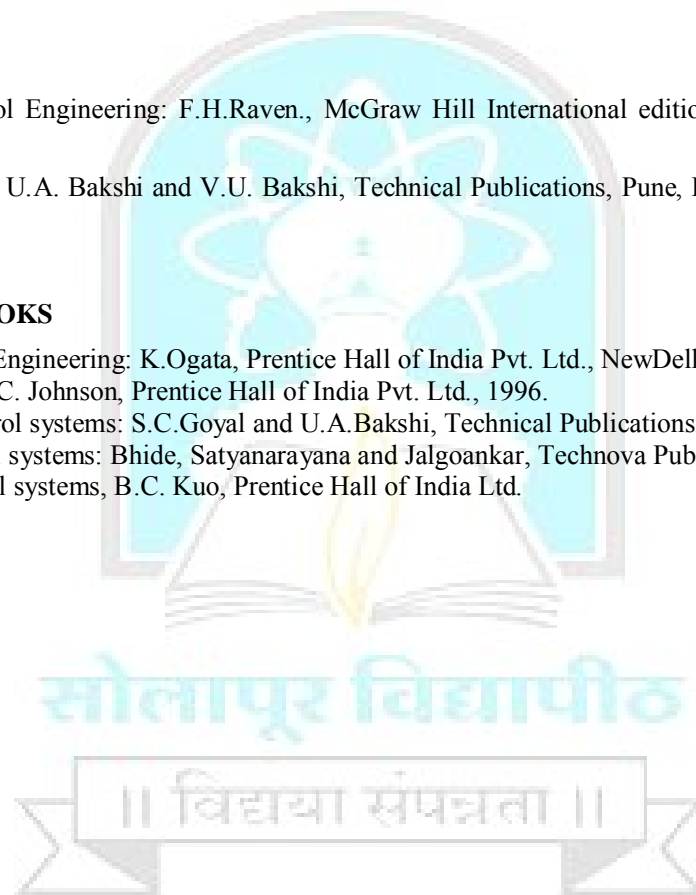 ol Engineering: F.H.Raven., McGraw Hill International editio
U.A. Bakshi and V.U. Bakshi, Technical Publications, Pune, I
OKS
Engineering: K.Ogata, Prentice Hall of India Pvt. Ltd., NewDelh
C. Johnson, Prentice Hall of India Pvt. Ltd., 1996.
rol systems: S.C.Goyal and U.A.Bakshi, Technical Publications
l systems: Bhide, Satyanarayana and Jalgoankar, Technova Pub
l systems, B.C. Kuo, Prentice Hall of India Ltd.
सोलापूर विद्यापीठ
|| विद्यया संपन्नता ||